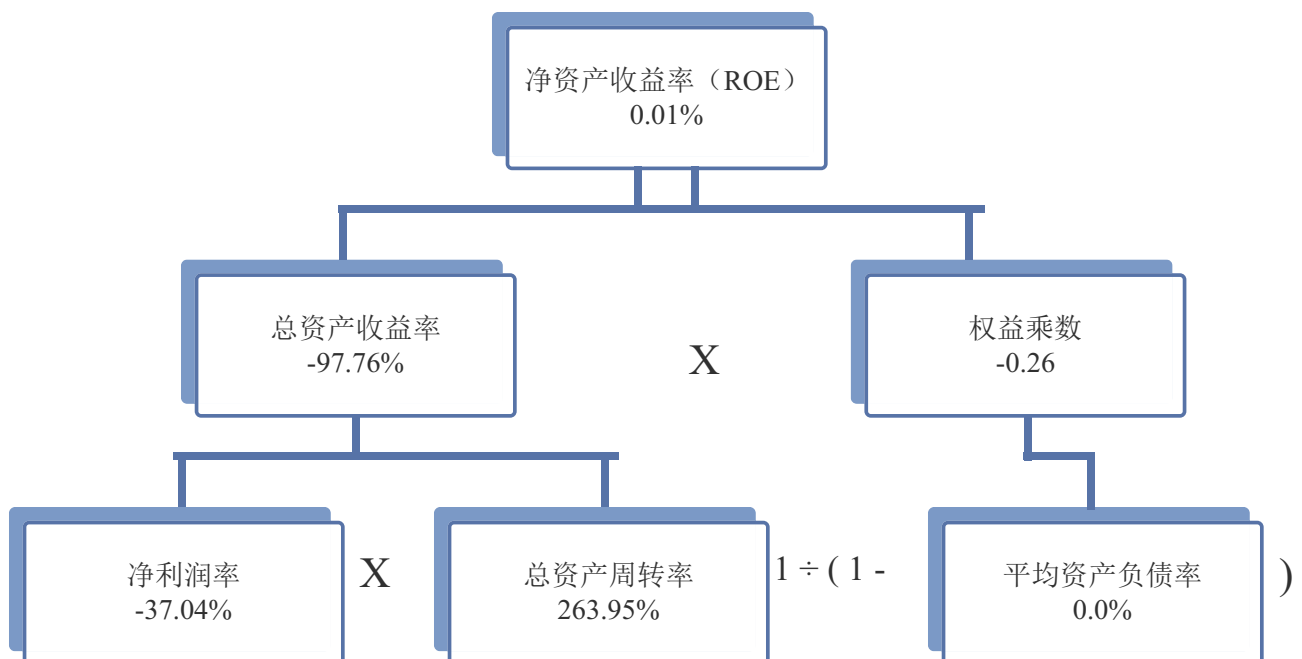 净资产收益率（ROE）
0.01%
总资产收益率
-97.76%
X
权益乘数
-0.26
净利润率
-37.04%
X
总资产周转率
263.95%
1 ÷ ( 1 -
平均资产负债率
0.0%
)